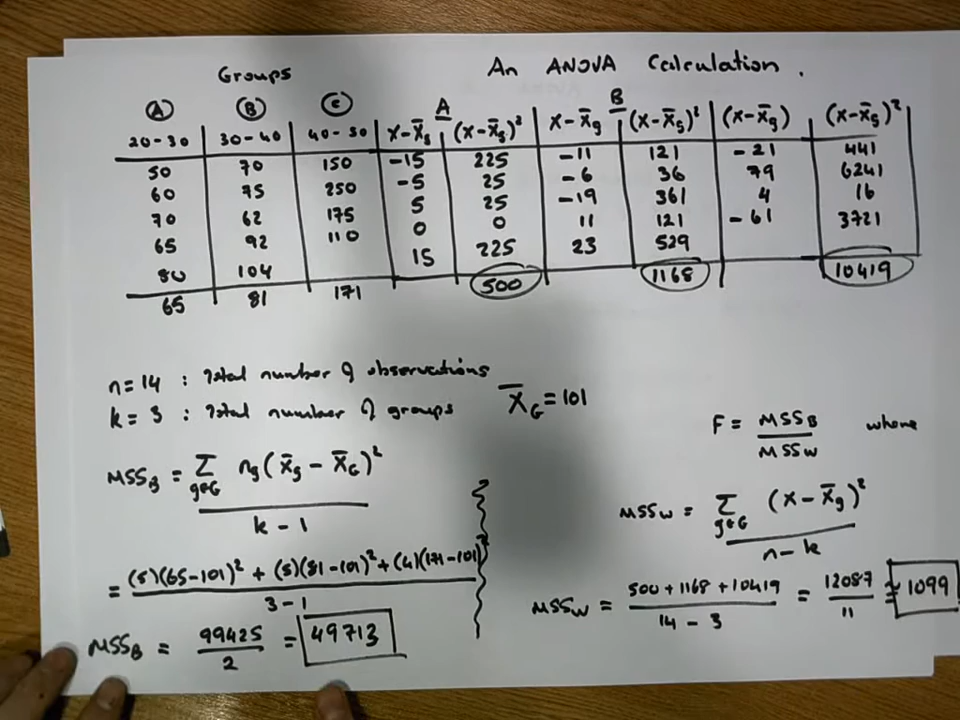 Groups An ANOVA Calculation.
Ⓐ Ⓑ Ⓒ A B
20-30 30-40 40-50 x-x̄g (x-x̄g)² x-x̄g (x-x̄g)² (x-x̄g) (x-x̄g)²
50 70 150 -15 225 -11 121 -21 441
60 75 250 -5 25 -6 36 79 6241
70 62 175 5 25 -19 361 4 16
65 92 110 0 0 11 121 -61 3721
80 104 15 225 23 529
65 81 171 500 1168 10419
n=14 : Total number of observations
k=3 : Total number of groups X̄G=101
F = MSSB / MSSW where
MSSB = Σg∈G ng(x̄g - X̄G)² / k-1
MSSW = Σg∈G (x-x̄g)² / n-k
= (5)(65-101)² + (5)(81-101)² + (4)(171-101)² / 3-1
MSSW = 500+1168+10419 / 14-3 = 12087 / 11 ≈ 1099
MSSB = 99425 / 2 = 49713